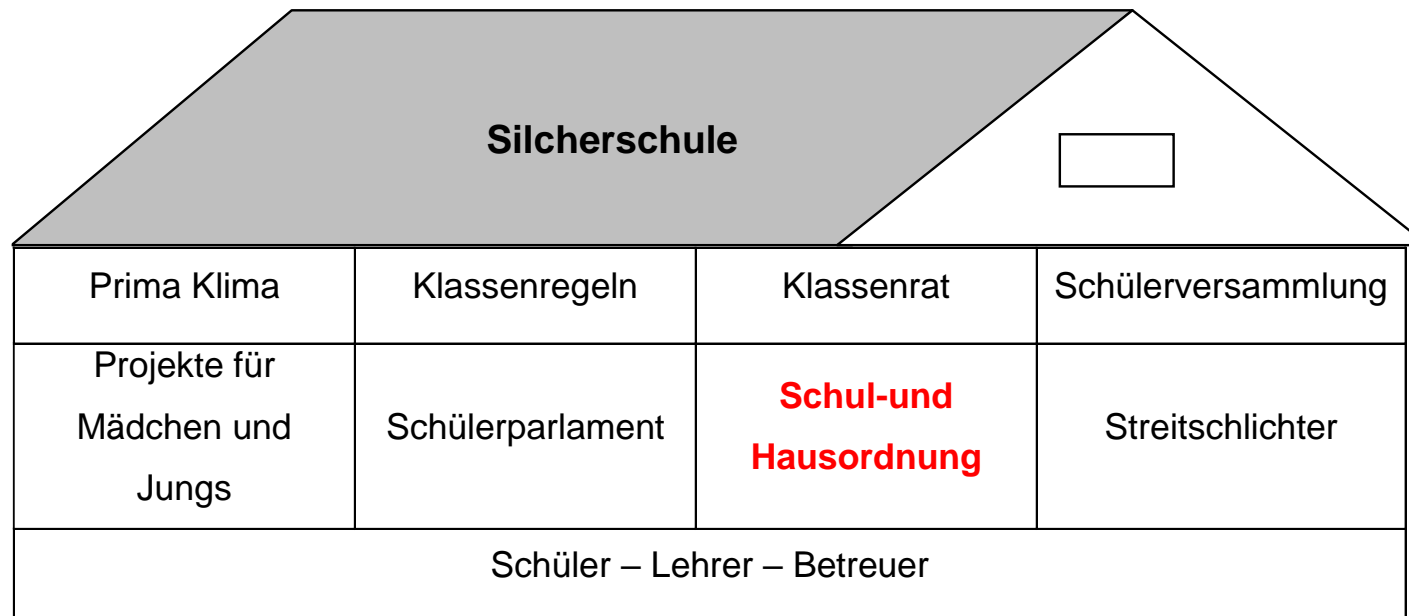 Silcherschule
Prima Klima
Klassenregeln
Klassenrat
Schülerversammlung
Projekte für
Mädchen und
Jungs
Schülerparlament
Schul-und
Hausordnung
Streitschlichter
Schüler – Lehrer – Betreuer